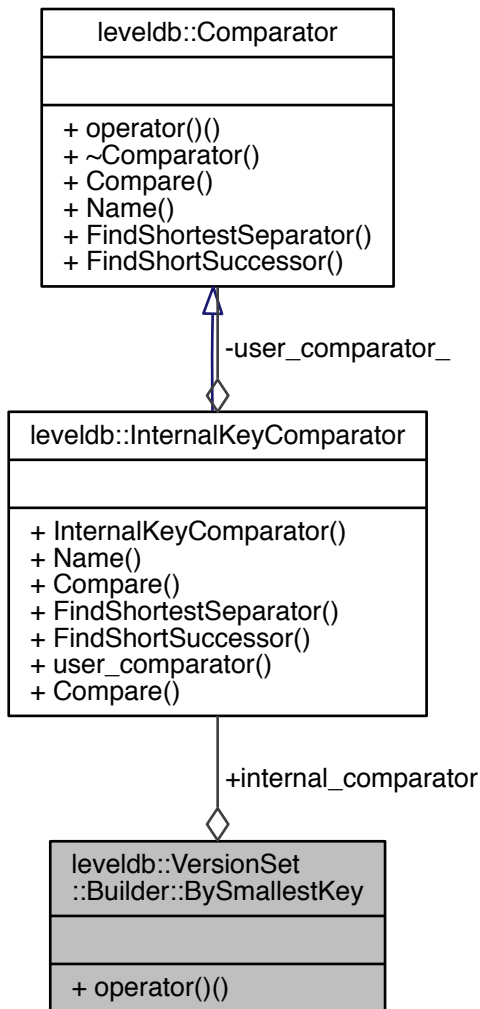 leveldb::Comparator
+ operator()()
+ ~Comparator()
+ Compare()
+ Name()
+ FindShortestSeparator()
+ FindShortSuccessor()
-user_comparator_
leveldb::InternalKeyComparator
+ InternalKeyComparator()
+ Name()
+ Compare()
+ FindShortestSeparator()
+ FindShortSuccessor()
+ user_comparator()
+ Compare()
+internal_comparator
leveldb::VersionSet
::Builder::BySmallestKey
+ operator()()